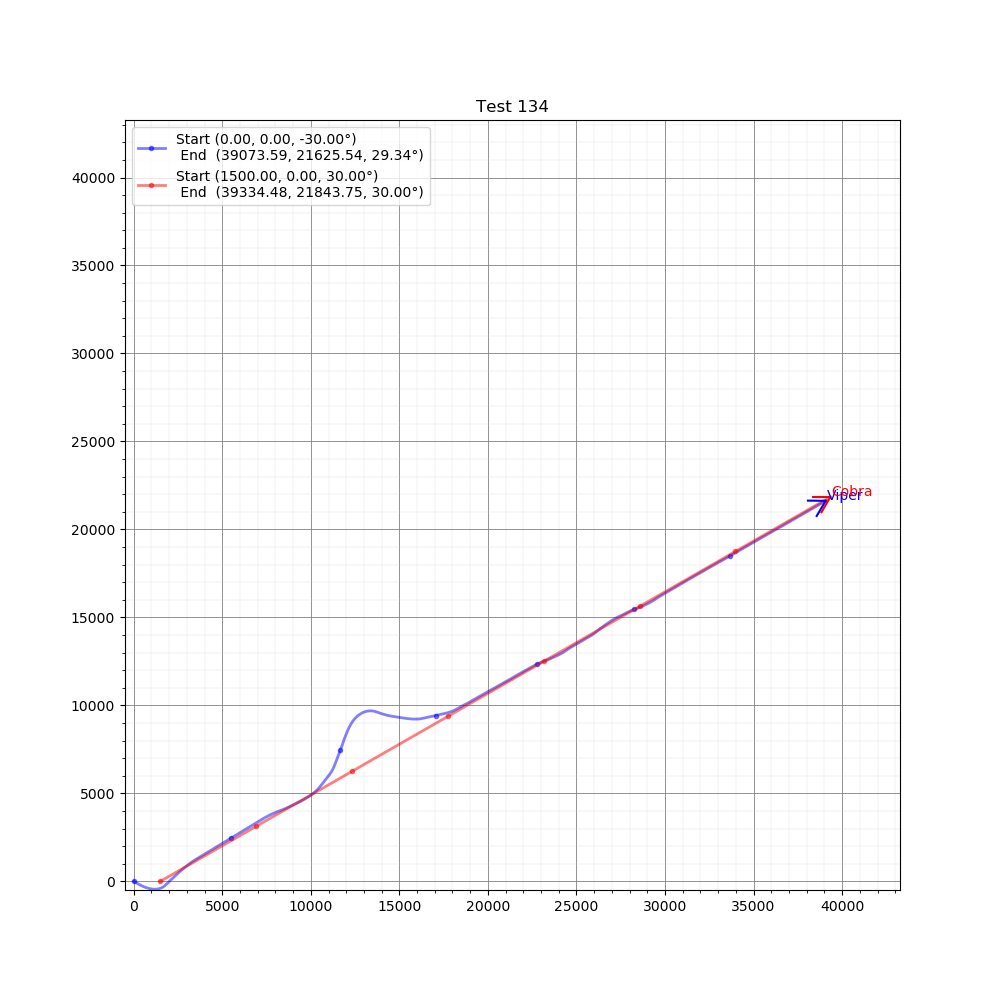 Test 134
Start (0.00, 0.00, -30.00°)
End  (39073.59, 21625.54, 29.34°)
Start (1500.00, 0.00, 30.00°)
End  (39334.48, 21843.75, 30.00°)
40000
35000
30000
25000
20000
15000
10000
5000
0
Cobra
Viper
0 5000 10000 15000 20000 25000 30000 35000 40000